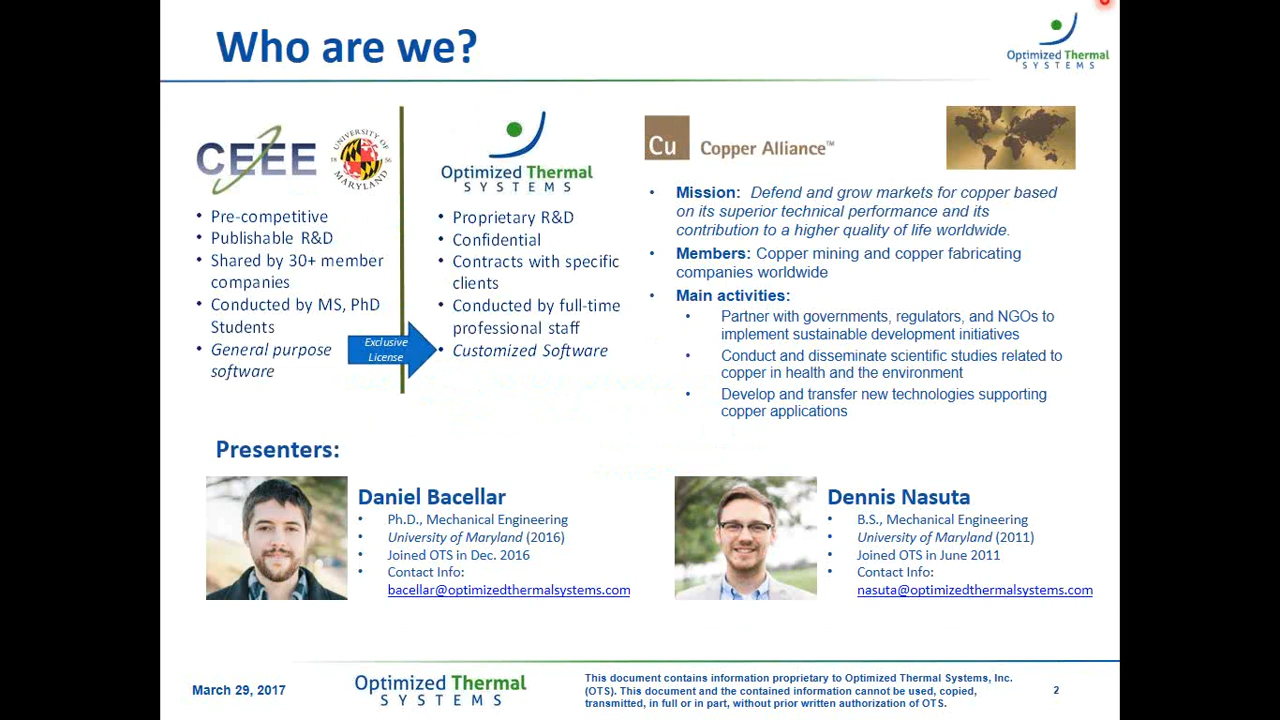 Who are we?
Optimized Thermal
SYSTEMS
CEEE
UNIVERSITY OF
18 56
MARYLAND
• Pre-competitive
• Publishable R&D
• Shared by 30+ member
companies
• Conducted by MS, PhD
Students
• General purpose
software
Exclusive
License
Optimized Thermal
SYSTEMS
• Proprietary R&D
• Confidential
• Contracts with specific
clients
• Conducted by full-time
professional staff
• Customized Software
Cu Copper Alliance™
• Mission: Defend and grow markets for copper based
on its superior technical performance and its
contribution to a higher quality of life worldwide.
• Members: Copper mining and copper fabricating
companies worldwide
• Main activities:
• Partner with governments, regulators, and NGOs to
implement sustainable development initiatives
• Conduct and disseminate scientific studies related to
copper in health and the environment
• Develop and transfer new technologies supporting
copper applications
Presenters:
Daniel Bacellar
• Ph.D., Mechanical Engineering
• University of Maryland (2016)
• Joined OTS in Dec. 2016
• Contact Info:
bacellar@optimizedthermalsystems.com
Dennis Nasuta
• B.S., Mechanical Engineering
• University of Maryland (2011)
• Joined OTS in June 2011
• Contact Info:
nasuta@optimizedthermalsystems.com
March 29, 2017
Optimized Thermal
SYSTEMS
This document contains information proprietary to Optimized Thermal Systems, Inc.
(OTS). This document and the contained information cannot be used, copied,
transmitted, in full or in part, without prior written authorization of OTS.
2